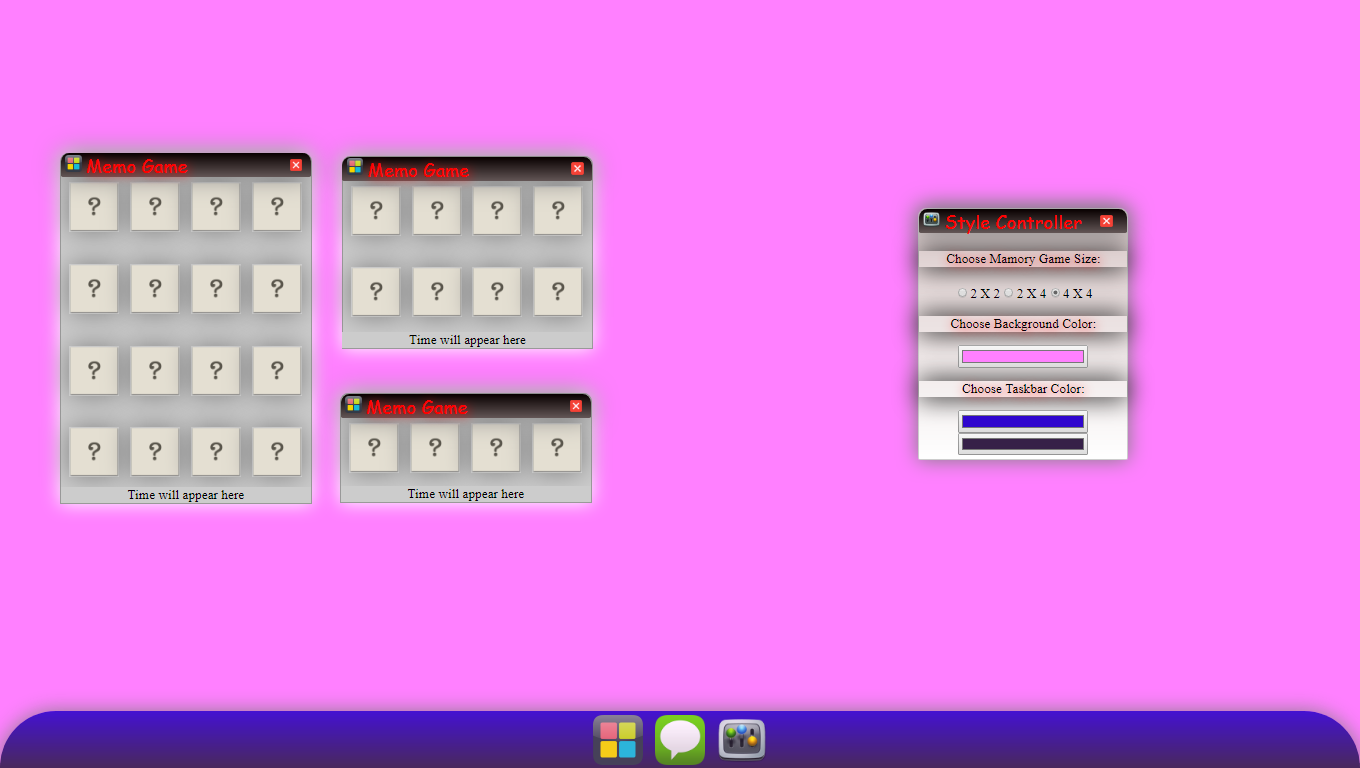 Memo Game
? ? ? ?
? ? ? ?
? ? ? ?
? ? ? ?
Time will appear here
Memo Game
? ? ? ?
? ? ? ?
Time will appear here
Memo Game
? ? ? ?
Time will appear here
Style Controller
Choose Mamory Game Size:
2 X 2 2 X 4 4 X 4
Choose Background Color:
Choose Taskbar Color: